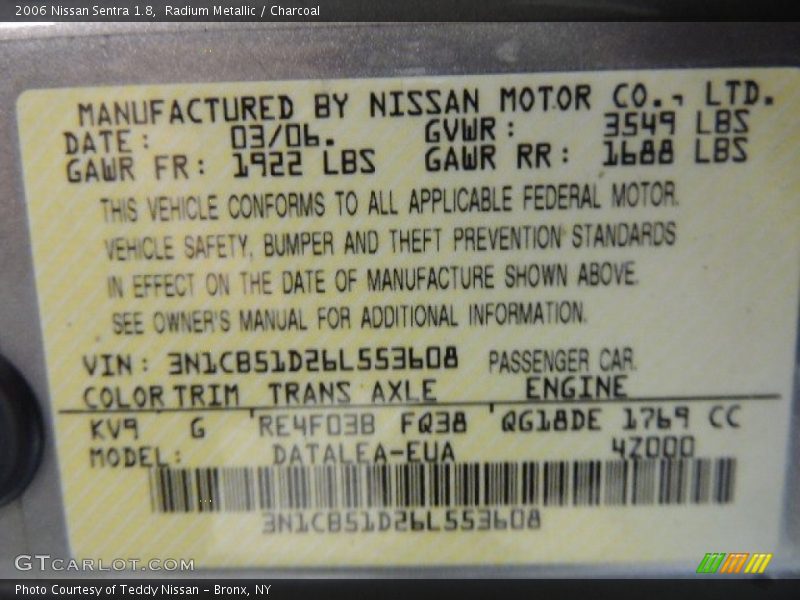 2006 Nissan Sentra 1.8, Radium Metallic / Charcoal
MANUFACTURED BY NISSAN MOTOR CO., LTD.
DATE: 03/06. GVWR: 3549 LBS
GAWR FR: 1922 LBS GAWR RR: 1688 LBS
THIS VEHICLE CONFORMS TO ALL APPLICABLE FEDERAL MOTOR.
VEHICLE SAFETY, BUMPER AND THEFT PREVENTION STANDARDS
IN EFFECT ON THE DATE OF MANUFACTURE SHOWN ABOVE.
SEE OWNER'S MANUAL FOR ADDITIONAL INFORMATION.
VIN: 3N1CB51D26L553608 PASSENGER CAR.
COLOR TRIM TRANS AXLE ENGINE
KV9 G RE4F03B FQ38 QG18DE 1769 CC
MODEL: DATALEA-EUA 4Z000
3N1CB51D26L553608
GTCARLOT.COM
Photo Courtesy of Teddy Nissan - Bronx, NY